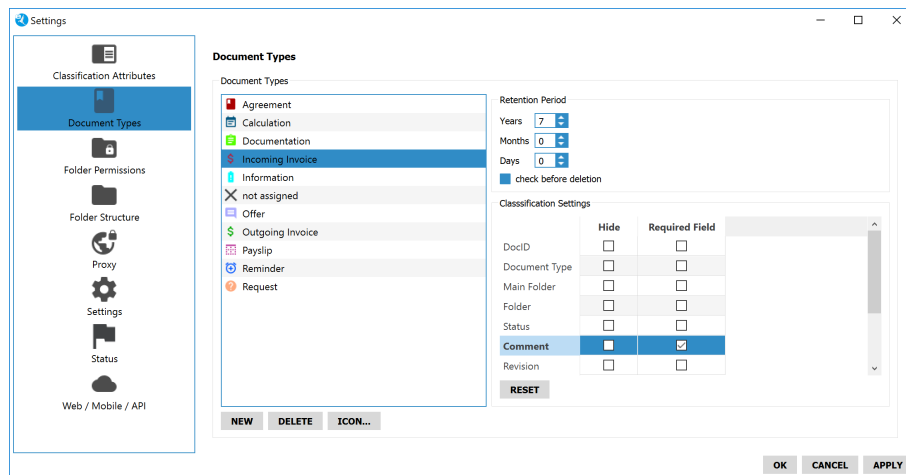 Settings
Classification Attributes
Document Types
Folder Permissions
Folder Structure
Proxy
Settings
Status
Web / Mobile / API
Document Types
Document Types
Agreement
Calculation
Documentation
$ Incoming Invoice
Information
not assigned
Offer
$ Outgoing Invoice
Payslip
Reminder
? Request
NEW DELETE ICON...
Retention Period
Years 7
Months 0
Days 0
check before deletion
Classsification Settings
Hide Required Field
DocID
Document Type
Main Folder
Folder
Status
Comment
Revision
RESET
OK CANCEL APPLY